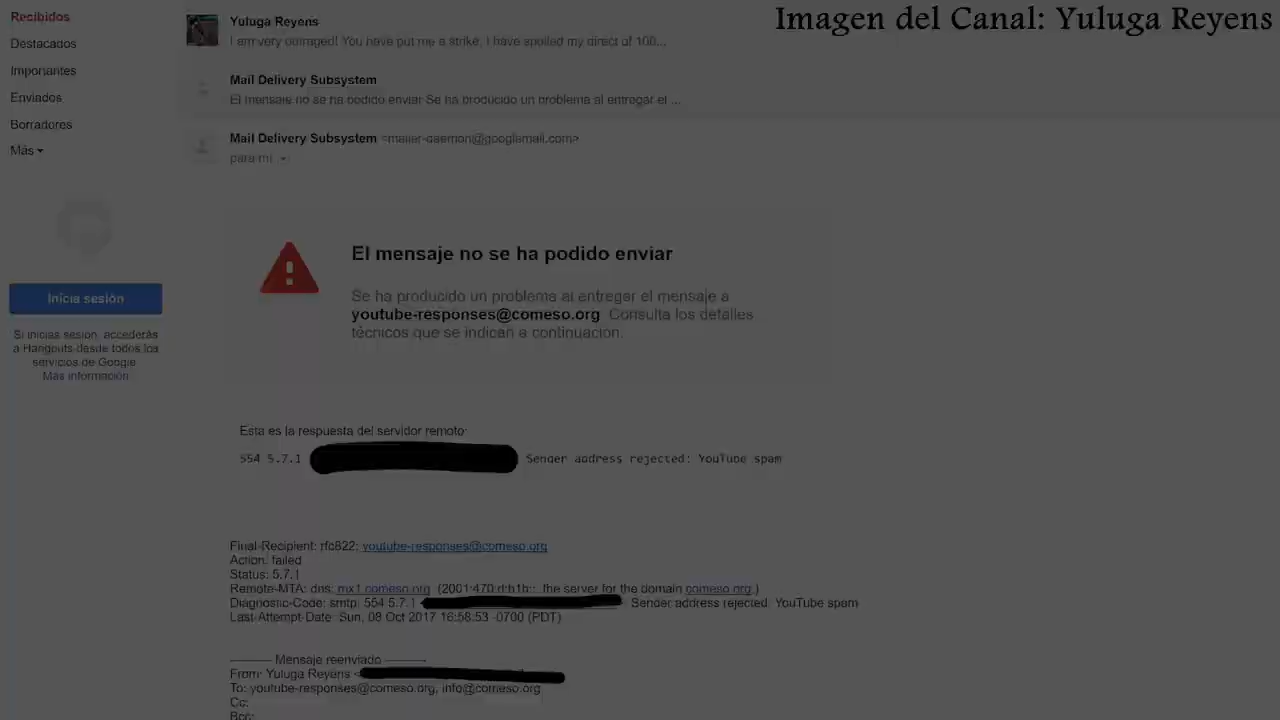 Imagen del Canal: Yuluga Reyens
Recibidos
Destacados
Importantes
Enviados
Borradores
Más
Inicia sesión
Si inicias sesión, accederás
a Hangouts desde todos los
servicios de Google.
Más información
Yuluga Reyens
I am very outraged! You have put me a strike, I have spoiled my direct of 100...
Mail Delivery Subsystem
El mensaje no se ha podido enviar Se ha producido un problema al entregar el ...
Mail Delivery Subsystem <mailer-daemon@googlemail.com>
para mí
El mensaje no se ha podido enviar
Se ha producido un problema al entregar el mensaje a
youtube-responses@comeso.org. Consulta los detalles
técnicos que se indican a continuación.
Esta es la respuesta del servidor remoto:
554 5.7.1 Sender address rejected: YouTube spam
Final-Recipient: rfc822; youtube-responses@comeso.org
Action: failed
Status: 5.7.1
Remote-MTA: dns; mx1.comeso.org. the server for the domain comeso.org.)
Diagnostic-Code: smtp; 554 5.7.1 Sender address rejected: YouTube spam
Last-Attempt-Date: Sun, 08 Oct 2017 16:58:53 -0700 (PDT)
---------- Mensaje reenviado ----------
From: Yuluga Reyens <
To: youtube-responses@comeso.org, info@comeso.org
Cc:
Bcc: